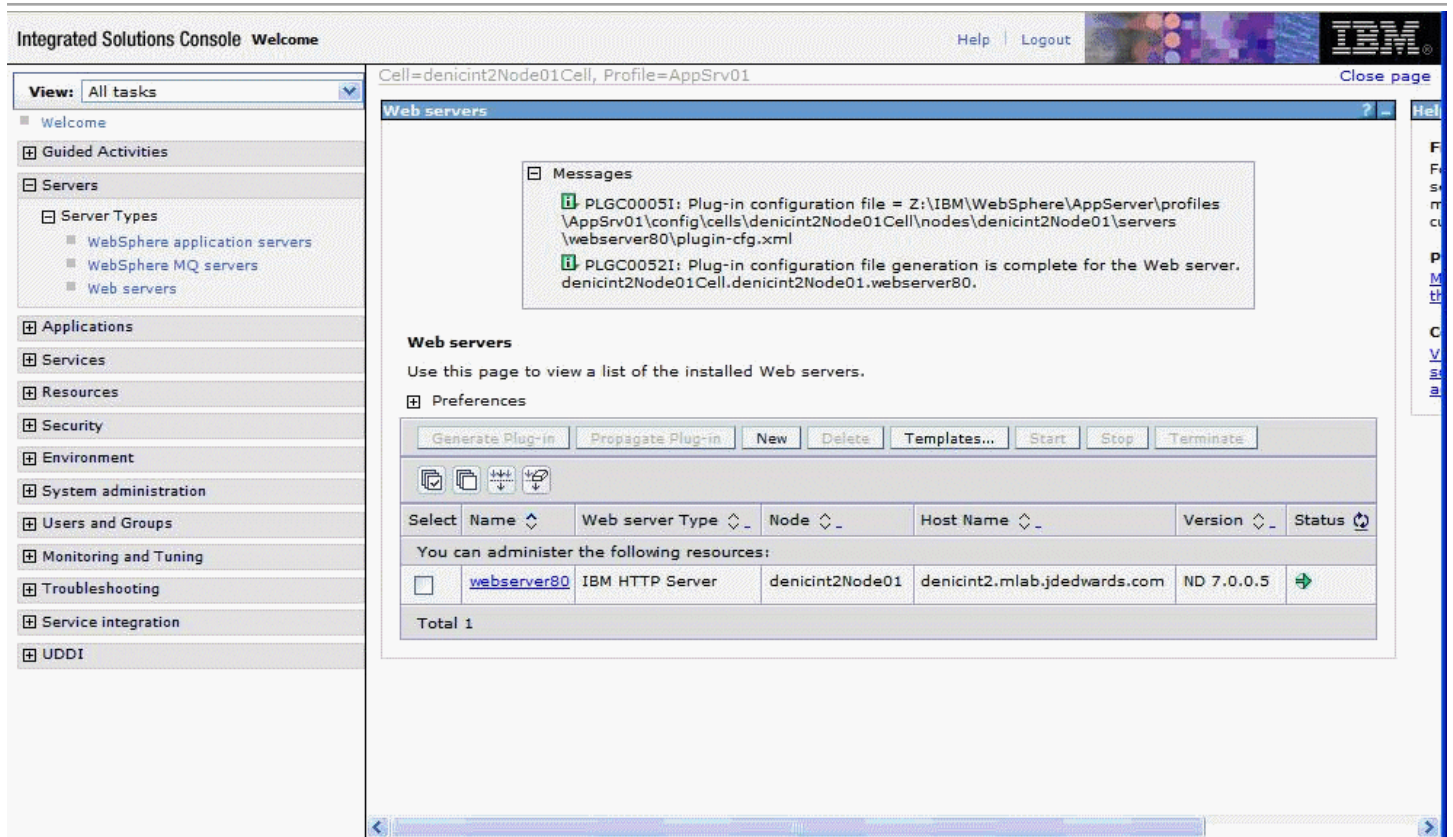 Integrated Solutions Console Welcome
Help Logout
IBM®
View: All tasks
Welcome
Guided Activities
Servers
Server Types
WebSphere application servers
WebSphere MQ servers
Web servers
Applications
Services
Resources
Security
Environment
System administration
Users and Groups
Monitoring and Tuning
Troubleshooting
Service integration
UDDI
Cell=denicint2Node01Cell, Profile=AppSrv01
Close page
Web servers ? -
Messages
PLGC0005I: Plug-in configuration file = Z:\IBM\WebSphere\AppServer\profiles
\AppSrv01\config\cells\denicint2Node01Cell\nodes\denicint2Node01\servers
\webserver80\plugin-cfg.xml
PLGC0052I: Plug-in configuration file generation is complete for the Web server.
denicint2Node01Cell.denicint2Node01.webserver80.
Web servers
Use this page to view a list of the installed Web servers.
Preferences
Generate Plug-in Propagate Plug-in New Delete Templates... Start Stop Terminate
Select Name Web server Type Node Host Name Version Status
You can administer the following resources:
webserver80 IBM HTTP Server denicint2Node01 denicint2.mlab.jdedwards.com ND 7.0.0.5
Total 1